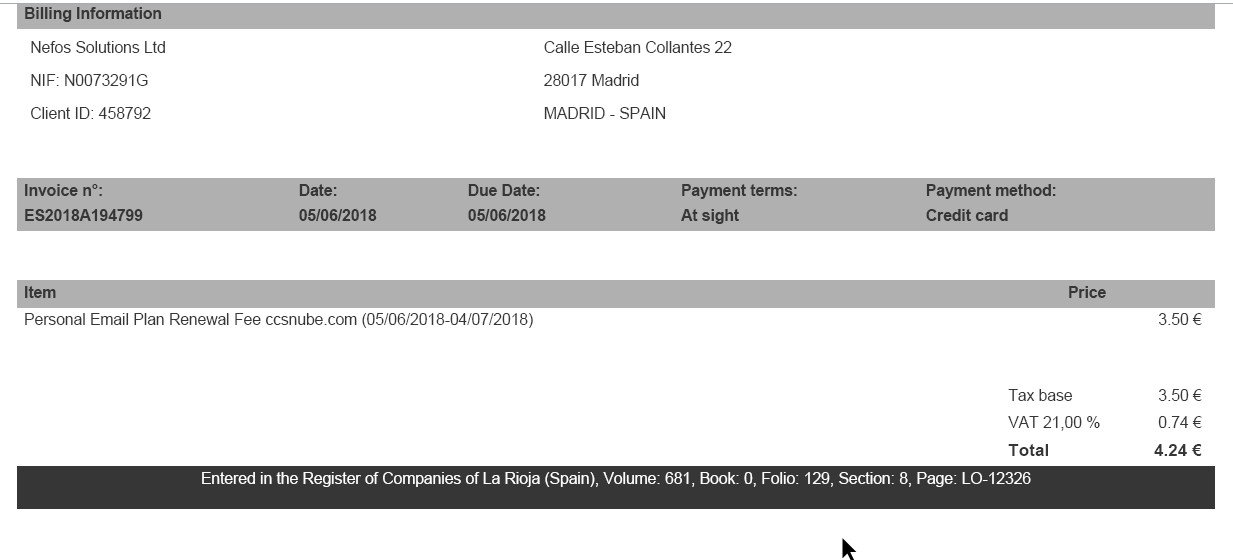 Billing Information
Nefos Solutions Ltd Calle Esteban Collantes 22
NIF: N0073291G 28017 Madrid
Client ID: 458792 MADRID - SPAIN
Invoice n°: Date: Due Date: Payment terms: Payment method:
ES2018A194799 05/06/2018 05/06/2018 At sight Credit card
Item Price
Personal Email Plan Renewal Fee ccsnube.com (05/06/2018-04/07/2018) 3.50 €
Tax base 3.50 €
VAT 21,00 % 0.74 €
Total 4.24 €
Entered in the Register of Companies of La Rioja (Spain), Volume: 681, Book: 0, Folio: 129, Section: 8, Page: LO-12326